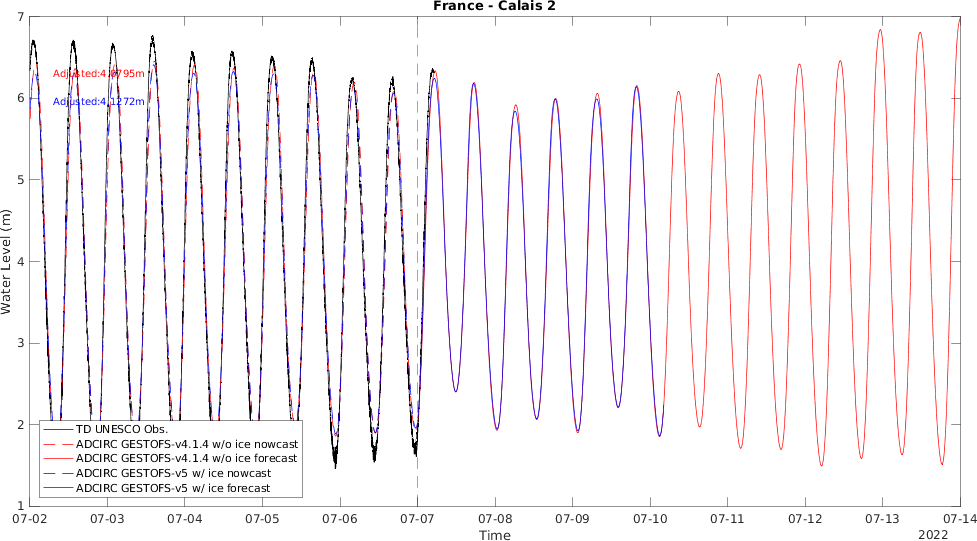 France - Calais 2
7
Adjusted:4.0795m
6
Adjusted:4.1272m
5
Water Level (m)
4
3
2
TD UNESCO Obs.
ADCIRC GESTOFS-v4.1.4 w/o ice nowcast
ADCIRC GESTOFS-v4.1.4 w/o ice forecast
ADCIRC GESTOFS-v5 w/ ice nowcast
ADCIRC GESTOFS-v5 w/ ice forecast
1
07-02 07-03 07-04 07-05 07-06 07-07 07-08 07-09 07-10 07-11 07-12 07-13 07-14
Time
2022